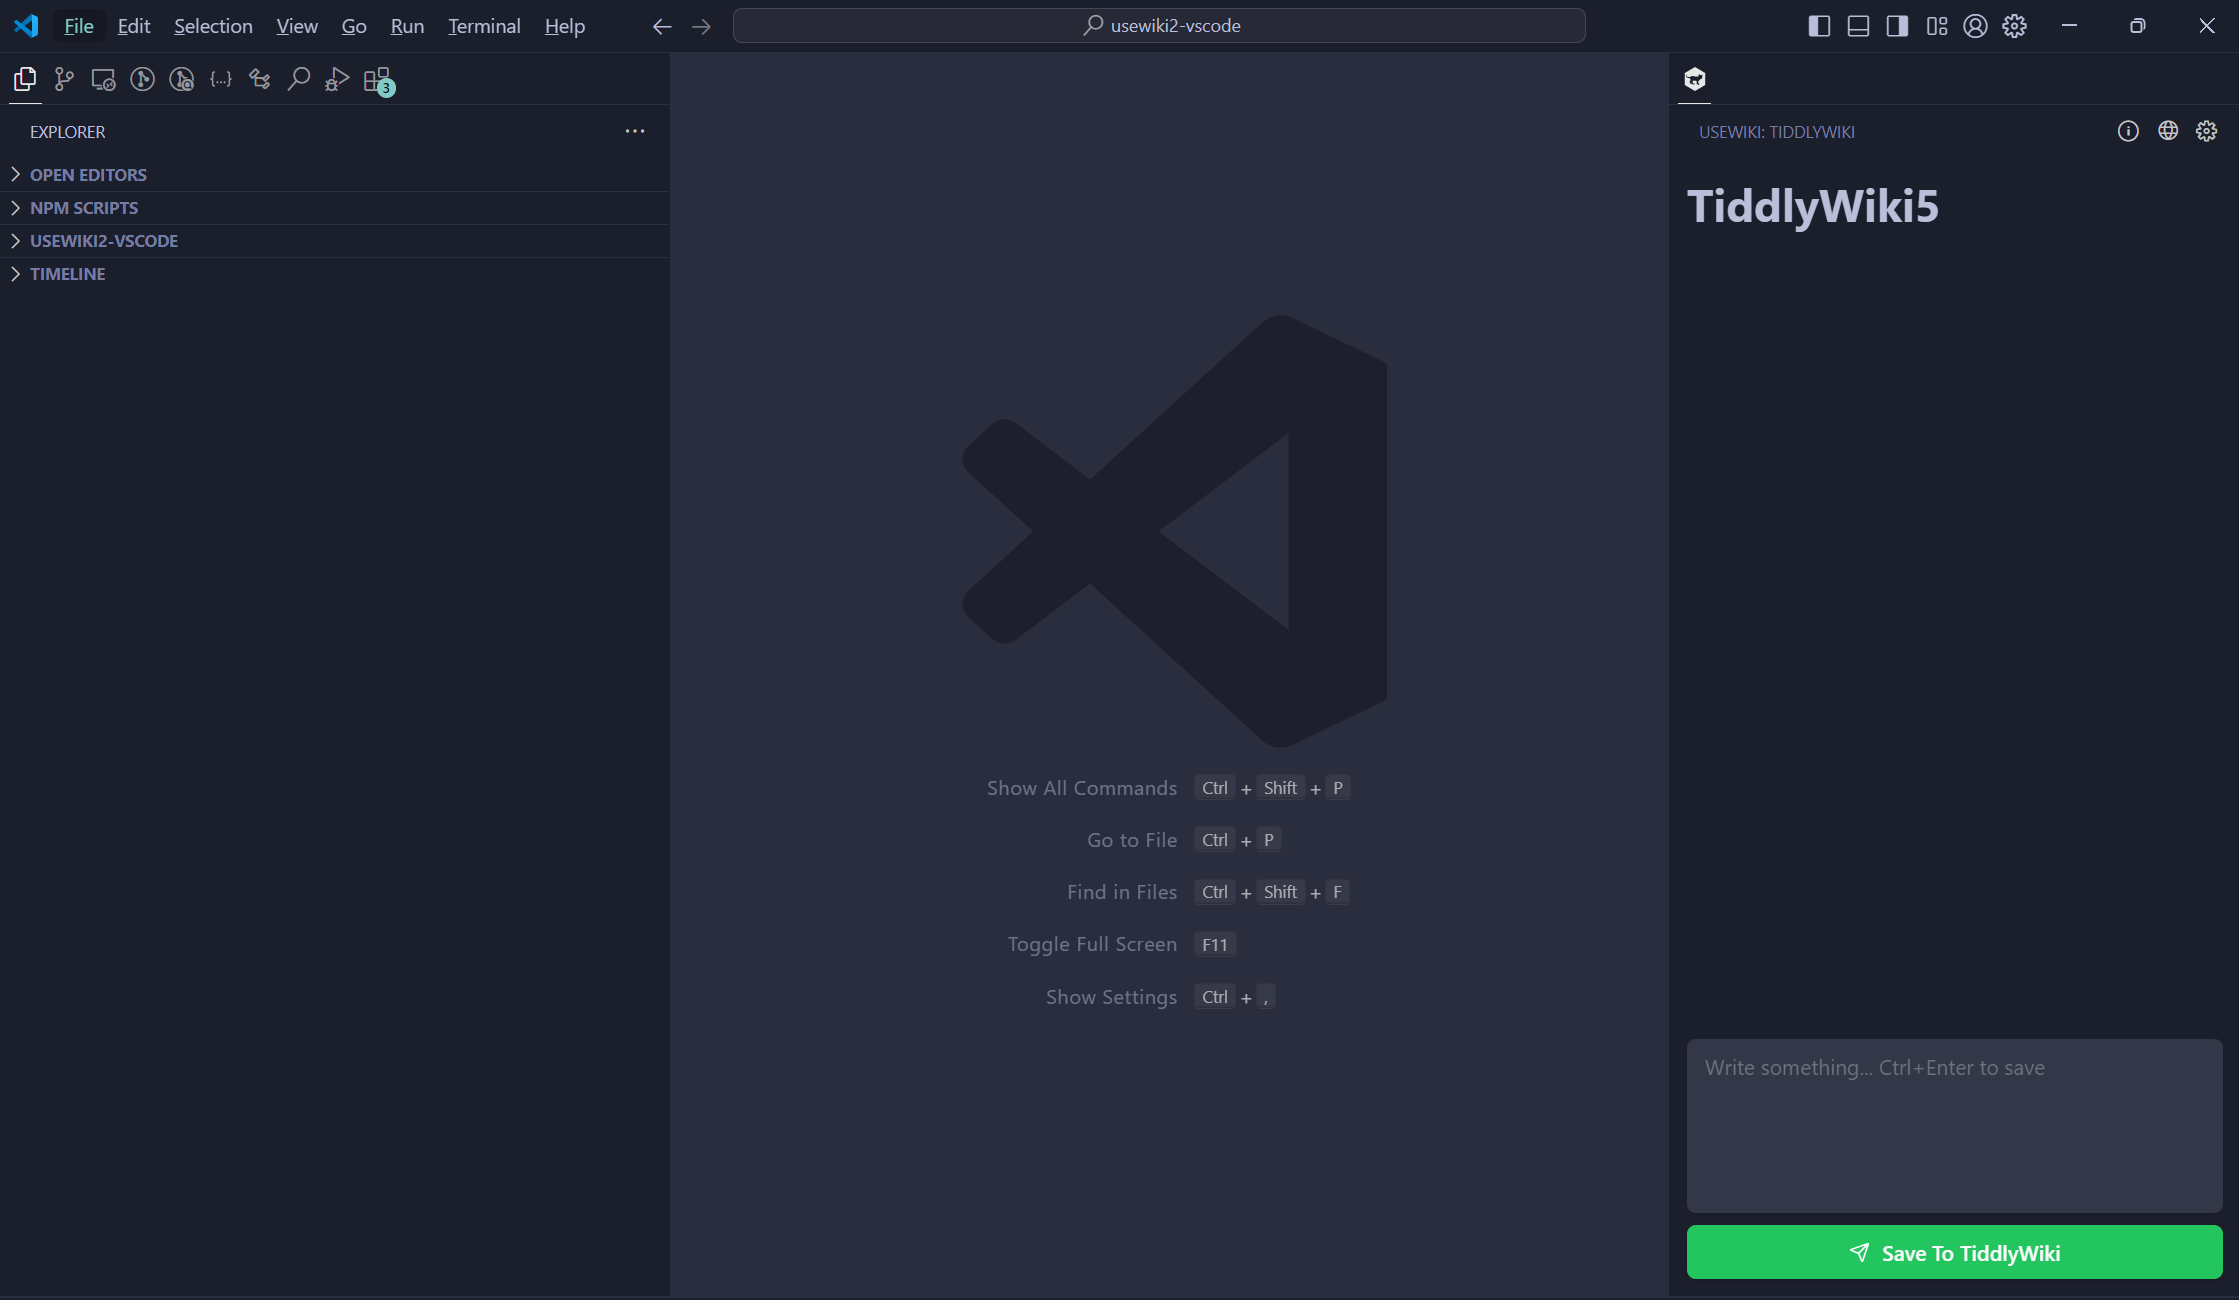 File Edit Selection View Go Run Terminal Help
usewiki2-vscode
3
EXPLORER
OPEN EDITORS
NPM SCRIPTS
USEWIKI2-VSCODE
TIMELINE
Show All Commands Ctrl + Shift + P
Go to File Ctrl + P
Find in Files Ctrl + Shift + F
Toggle Full Screen F11
Show Settings Ctrl + ,
USEWIKI: TIDDLYWIKI
TiddlyWiki5
Write something... Ctrl+Enter to save
Save To TiddlyWiki